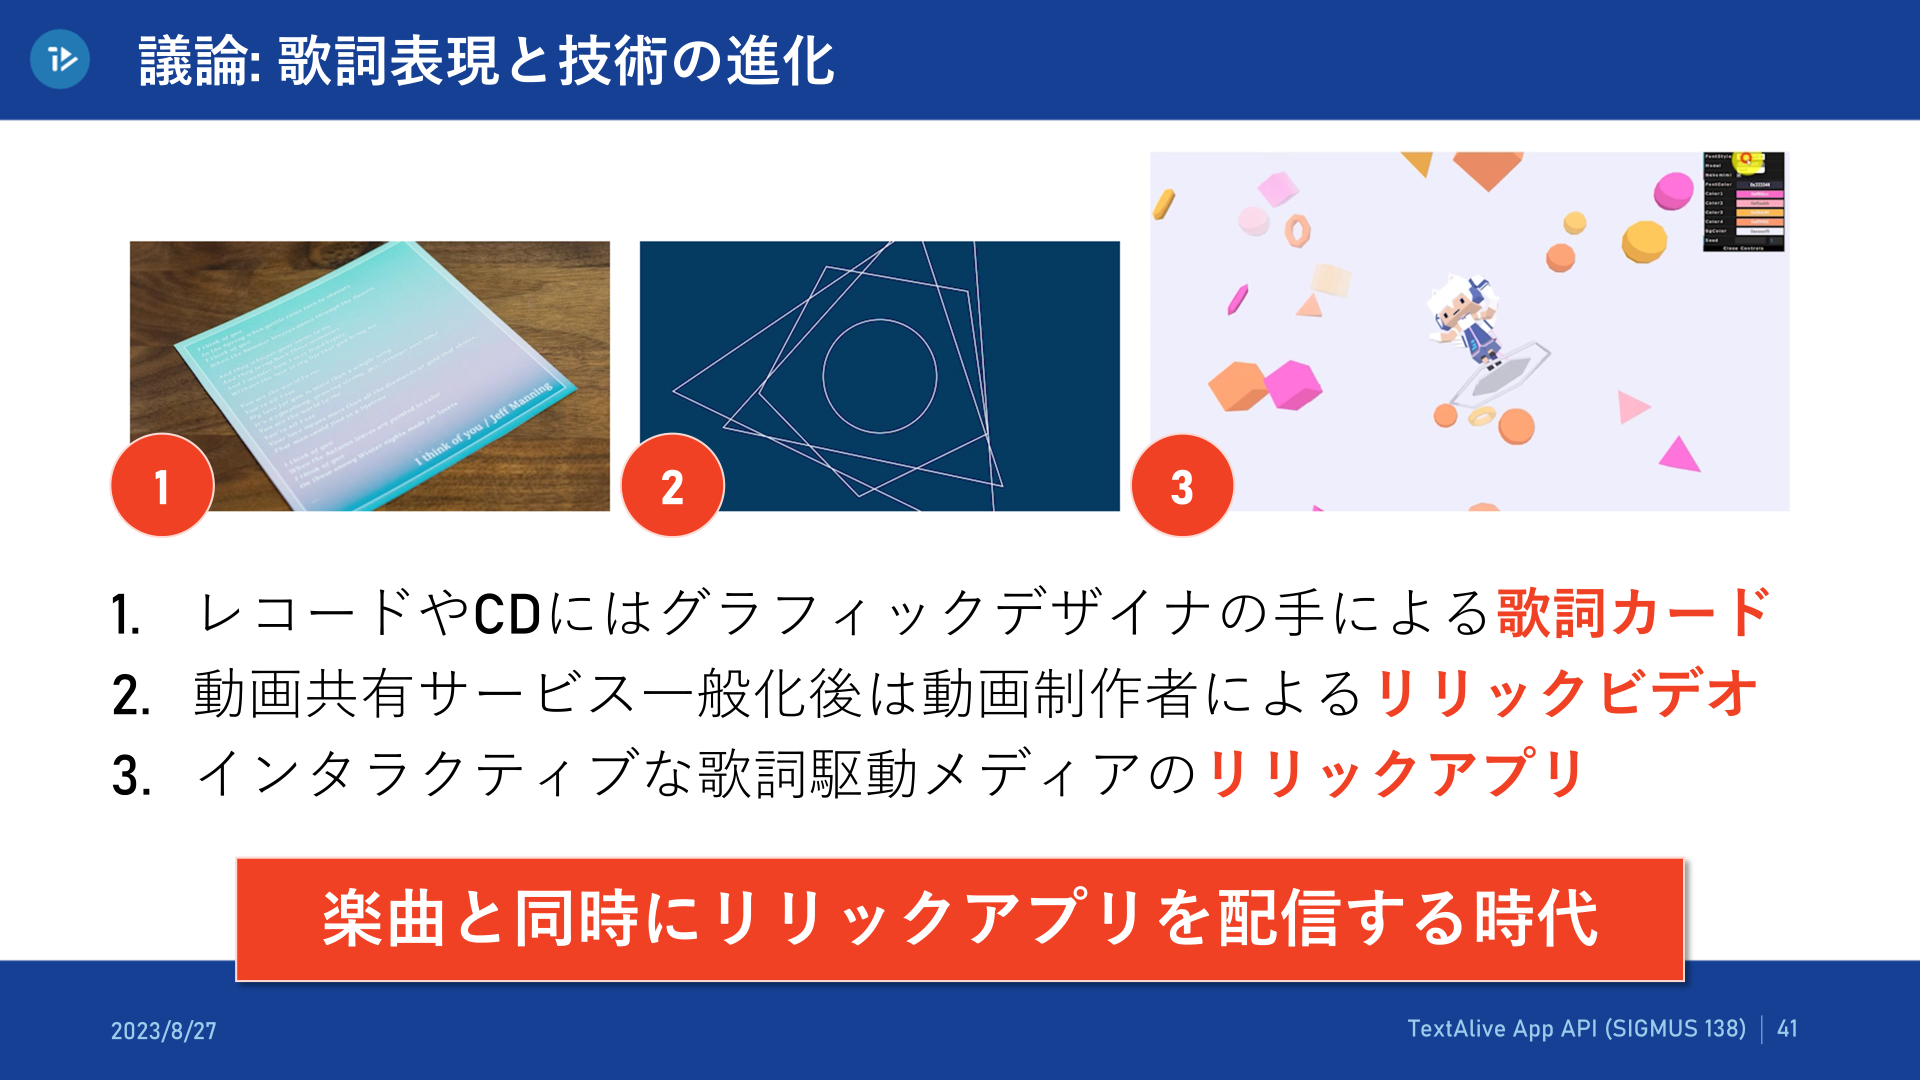 議論: 歌詞表現と技術の進化
I think of you / Jeff Manning
1
2
3
1. レコードやCDにはグラフィックデザイナの手による歌詞カード
2. 動画共有サービス一般化後は動画制作者によるリリックビデオ
3. インタラクティブな歌詞駆動メディアのリリックアプリ
楽曲と同時にリリックアプリを配信する時代
2023/8/27
TextAlive App API (SIGMUS 138) | 41